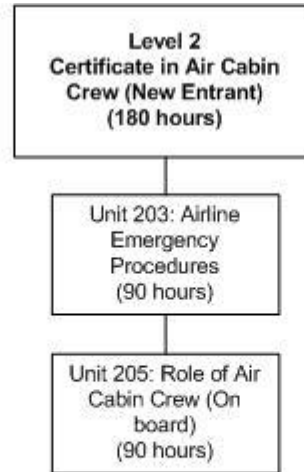 Level 2
Certificate in Air Cabin
Crew (New Entrant)
(180 hours)
Unit 203: Airline
Emergency
Procedures
(90 hours)
Unit 205: Role of Air
Cabin Crew (On
board)
(90 hours)